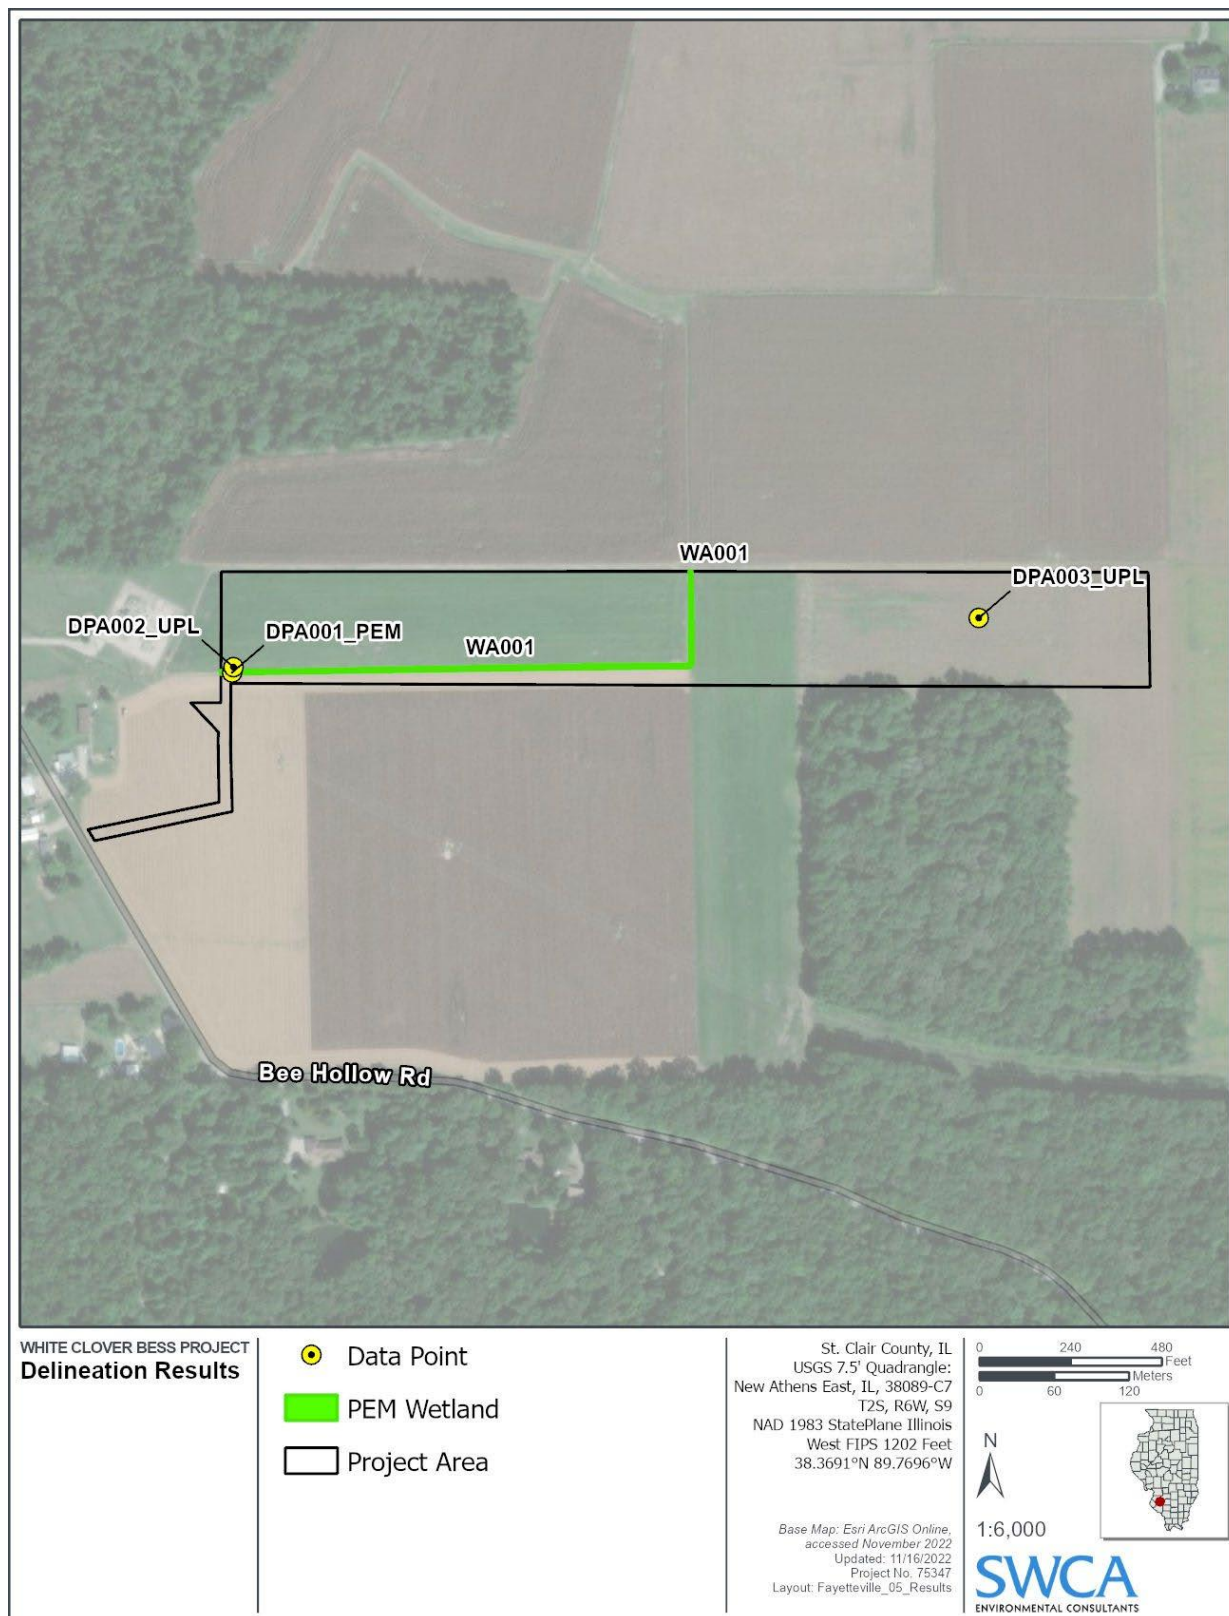 WA001
DPA003_UPL
DPA002_UPL
DPA001_PEM
WA001
Bee Hollow Rd
WHITE CLOVER BESS PROJECT
Delineation Results
Data Point
PEM Wetland
Project Area
St. Clair County, IL
USGS 7.5' Quadrangle:
New Athens East, IL, 38089-C7
T2S, R6W, S9
NAD 1983 StatePlane Illinois
West FIPS 1202 Feet
38.3691°N 89.7696°W
Base Map: Esri ArcGIS Online,
accessed November 2022
Updated: 11/16/2022
Project No. 75347
Layout: Fayetteville_05_Results
0 240 480
Feet
Meters
0 60 120
N
1:6,000
SWCA
ENVIRONMENTAL CONSULTANTS